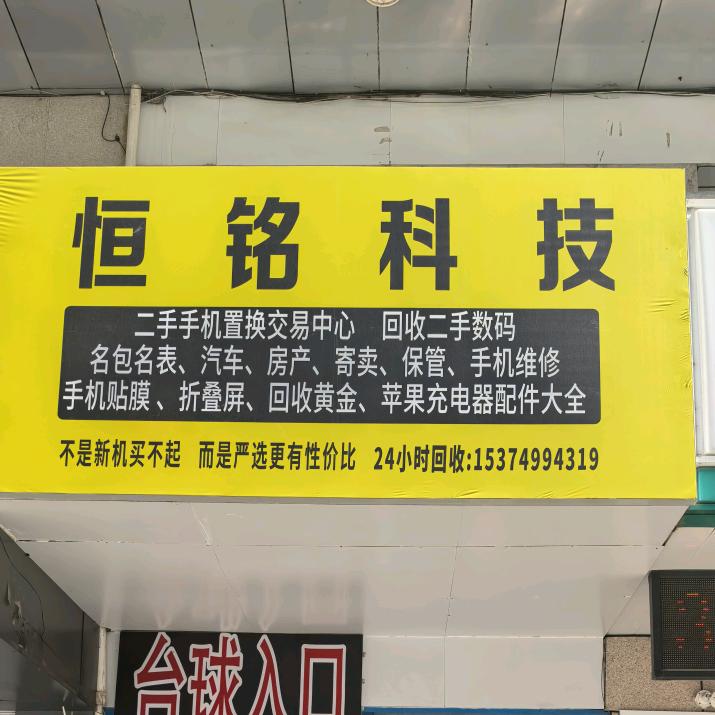 恒铭科技
二手手机置换交易中心 回收二手数码
名包名表、汽车、房产、寄卖、保管、手机维修
手机贴膜、折叠屏、回收黄金、苹果充电器配件大全
不是新机买不起 而是严选更有性价比 24小时回收:15374994319
台球入口